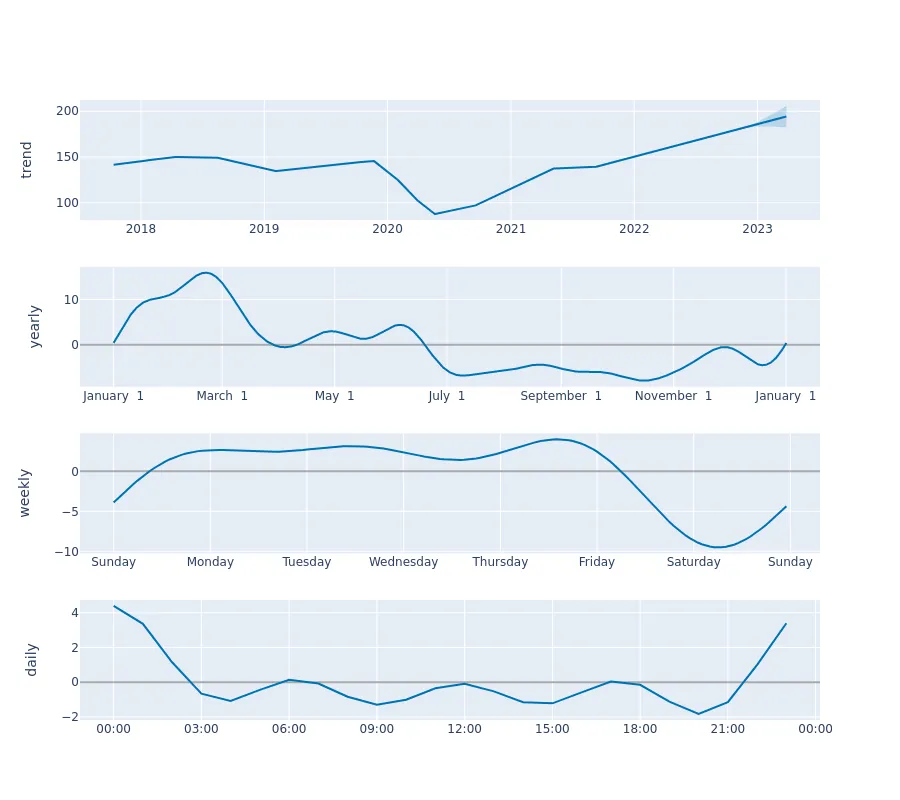 trend
200
150
100
2018 2019 2020 2021 2022 2023
yearly
10
0
January 1 March 1 May 1 July 1 September 1 November 1 January 1
weekly
0
−5
−10
Sunday Monday Tuesday Wednesday Thursday Friday Saturday Sunday
daily
4
2
0
−2
00:00 03:00 06:00 09:00 12:00 15:00 18:00 21:00 00:00